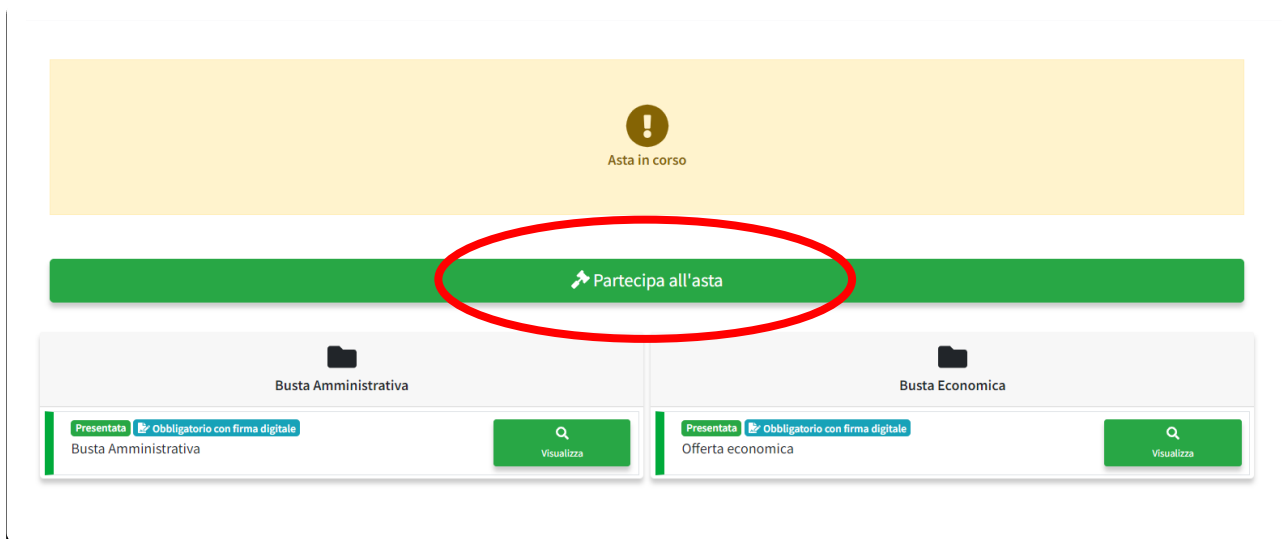 Asta in corso
Partecipa all'asta
Busta Amministrativa
Presentata Obbligatorio con firma digitale
Busta Amministrativa
Visualizza
Busta Economica
Presentata Obbligatorio con firma digitale
Offerta economica
Visualizza